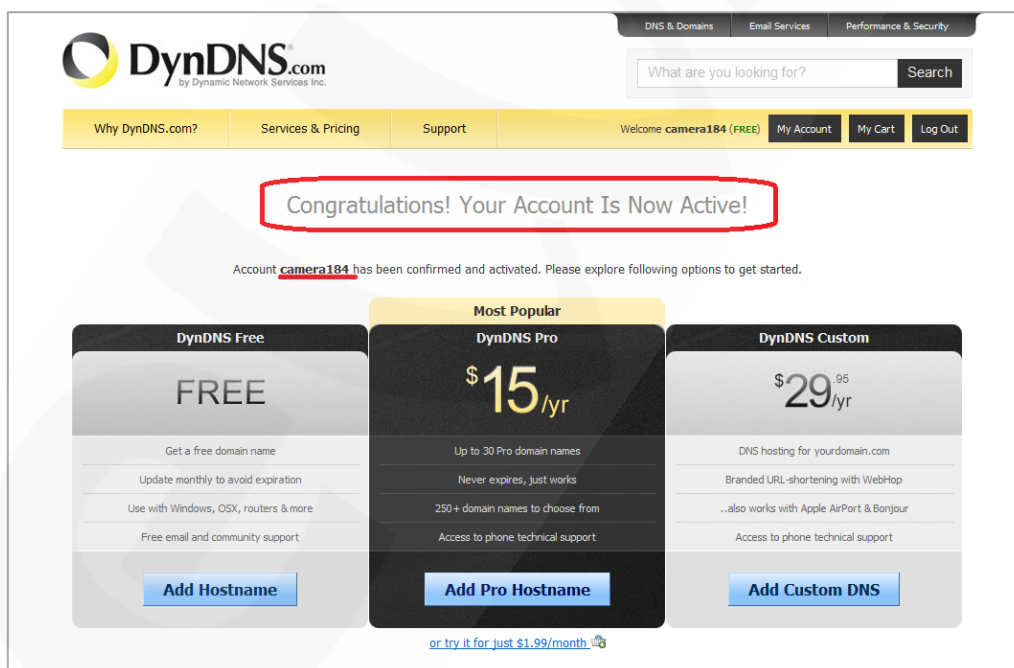 DNS & Domains Email Services Performance & Security
DynDNS.com
by Dynamic Network Services Inc.
What are you looking for? Search
Why DynDNS.com? Services & Pricing Support Welcome camera184 (FREE) My Account My Cart Log Out
Congratulations! Your Account Is Now Active!
Account camera184 has been confirmed and activated. Please explore following options to get started.
Most Popular
DynDNS Free
FREE
Get a free domain name
Update monthly to avoid expiration
Use with Windows, OSX, routers & more
Free email and community support
Add Hostname
DynDNS Pro
$15/yr
Up to 30 Pro domain names
Never expires, just works
250+ domain names to choose from
Access to phone technical support
Add Pro Hostname
or try it for just $1.99/month
DynDNS Custom
$29.95/yr
DNS hosting for yourdomain.com
Branded URL-shortening with WebHop
..also works with Apple AirPort & Bonjour
Access to phone technical support
Add Custom DNS